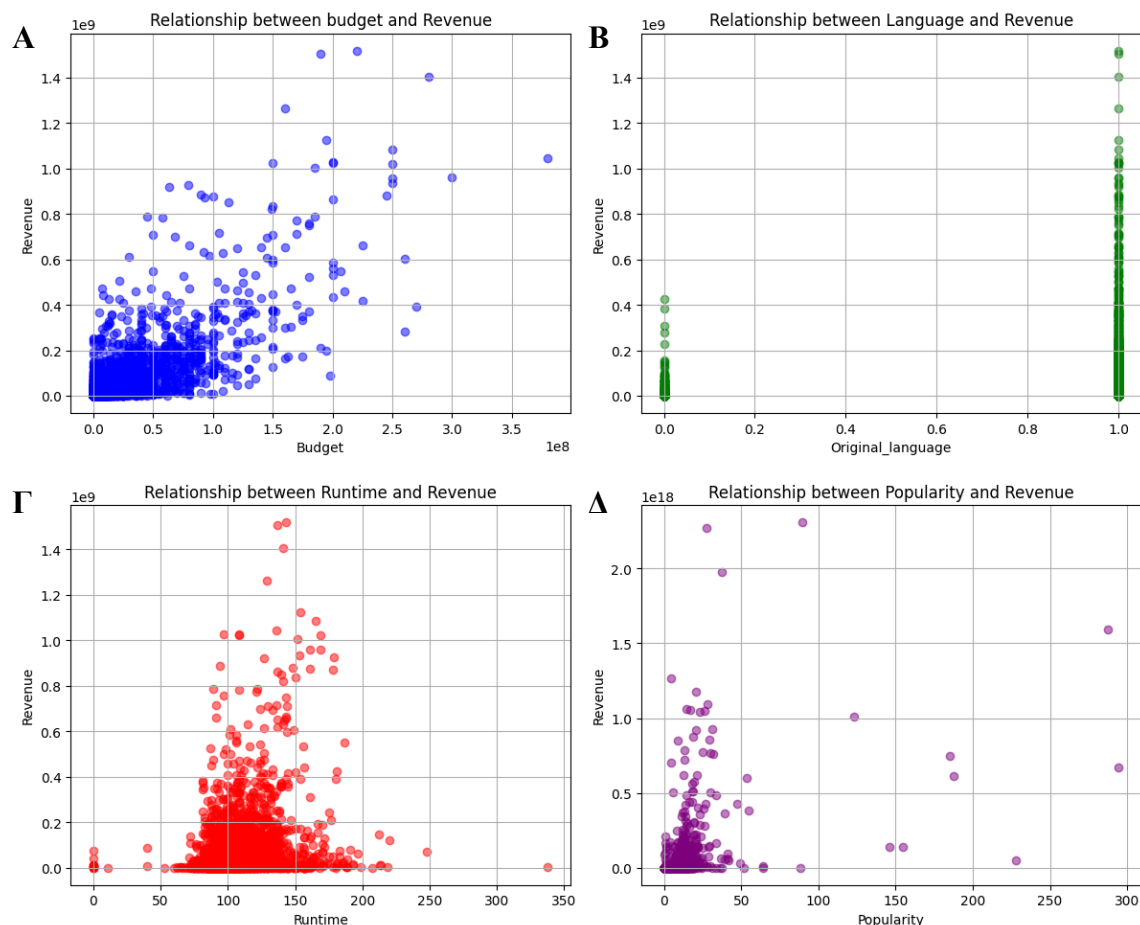 A
Relationship between budget and Revenue
1e9
Revenue
1.4
1.2
1.0
0.8
0.6
0.4
0.2
0.0
0.0 0.5 1.0 1.5 2.0 2.5 3.0 3.5
Budget
1e8
B
Relationship between Language and Revenue
1e9
Revenue
1.4
1.2
1.0
0.8
0.6
0.4
0.2
0.0
0.0 0.2 0.4 0.6 0.8 1.0
Original_language
Γ
Relationship between Runtime and Revenue
1e9
Revenue
1.4
1.2
1.0
0.8
0.6
0.4
0.2
0.0
0 50 100 150 200 250 300 350
Runtime
Δ
Relationship between Popularity and Revenue
1e18
Revenue
2.0
1.5
1.0
0.5
0.0
0 50 100 150 200 250 300
Popularity